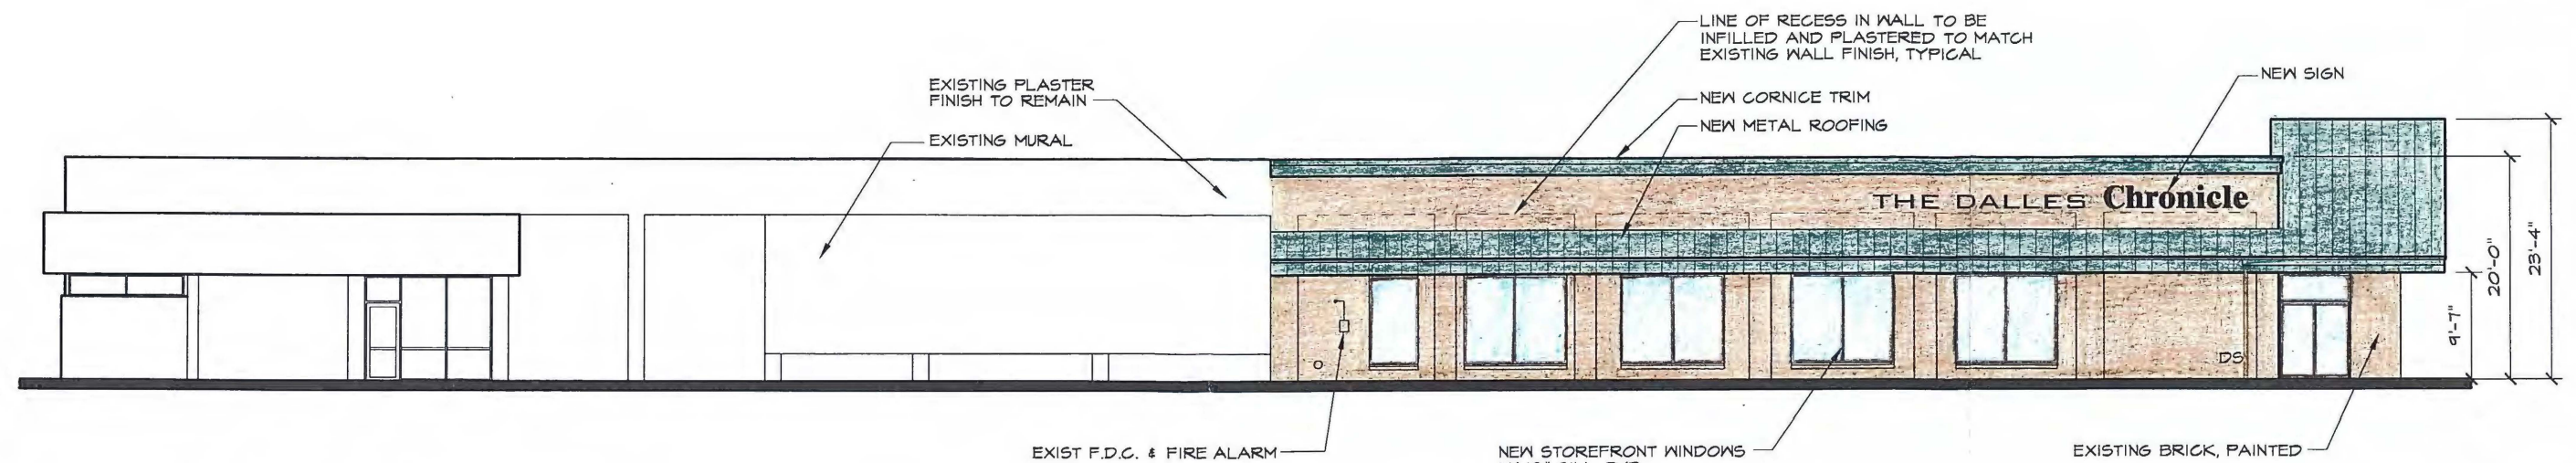 LINE OF RECESS IN WALL TO BE
INFILLED AND PLASTERED TO MATCH
EXISTING WALL FINISH, TYPICAL
NEW SIGN
EXISTING PLASTER
FINISH TO REMAIN
NEW CORNICE TRIM
NEW METAL ROOFING
EXISTING MURAL
THE DALLES Chronicle
23'-4"
20'-0"
9'-7"
DS
EXIST F.D.C. & FIRE ALARM
NEW STOREFRONT WINDOWS
EXISTING BRICK, PAINTED